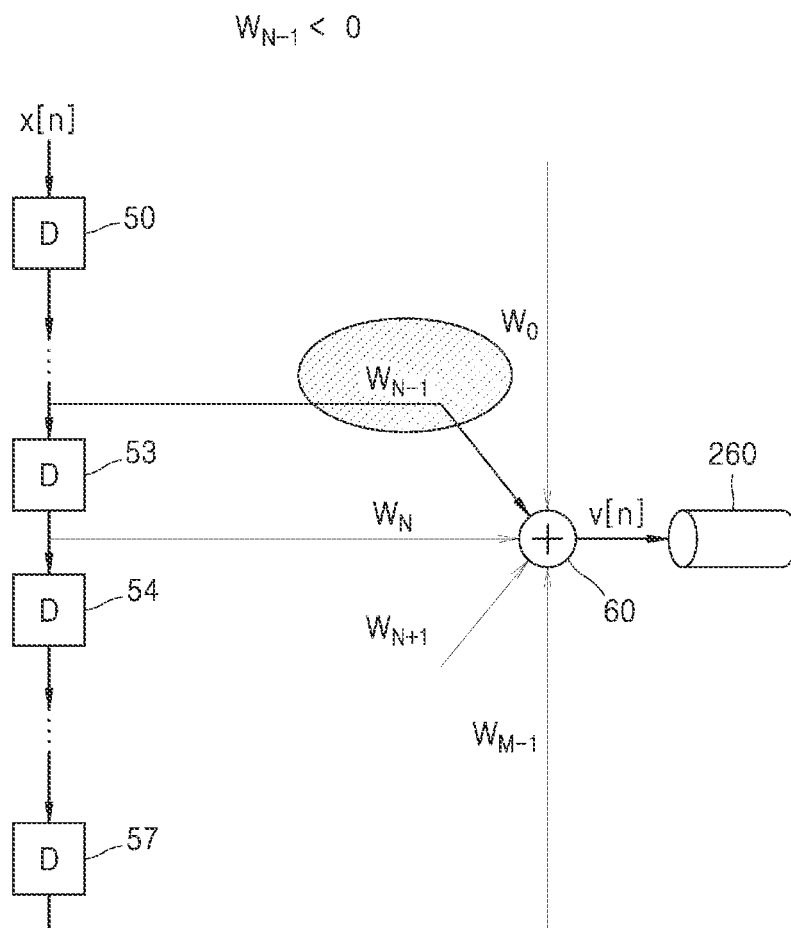 W_{N-1} < 0
x[n]
D
50
W_0
W_{N-1}
D
53
260
W_N
v[n]
+
D
54
60
W_{N+1}
W_{M-1}
D
57